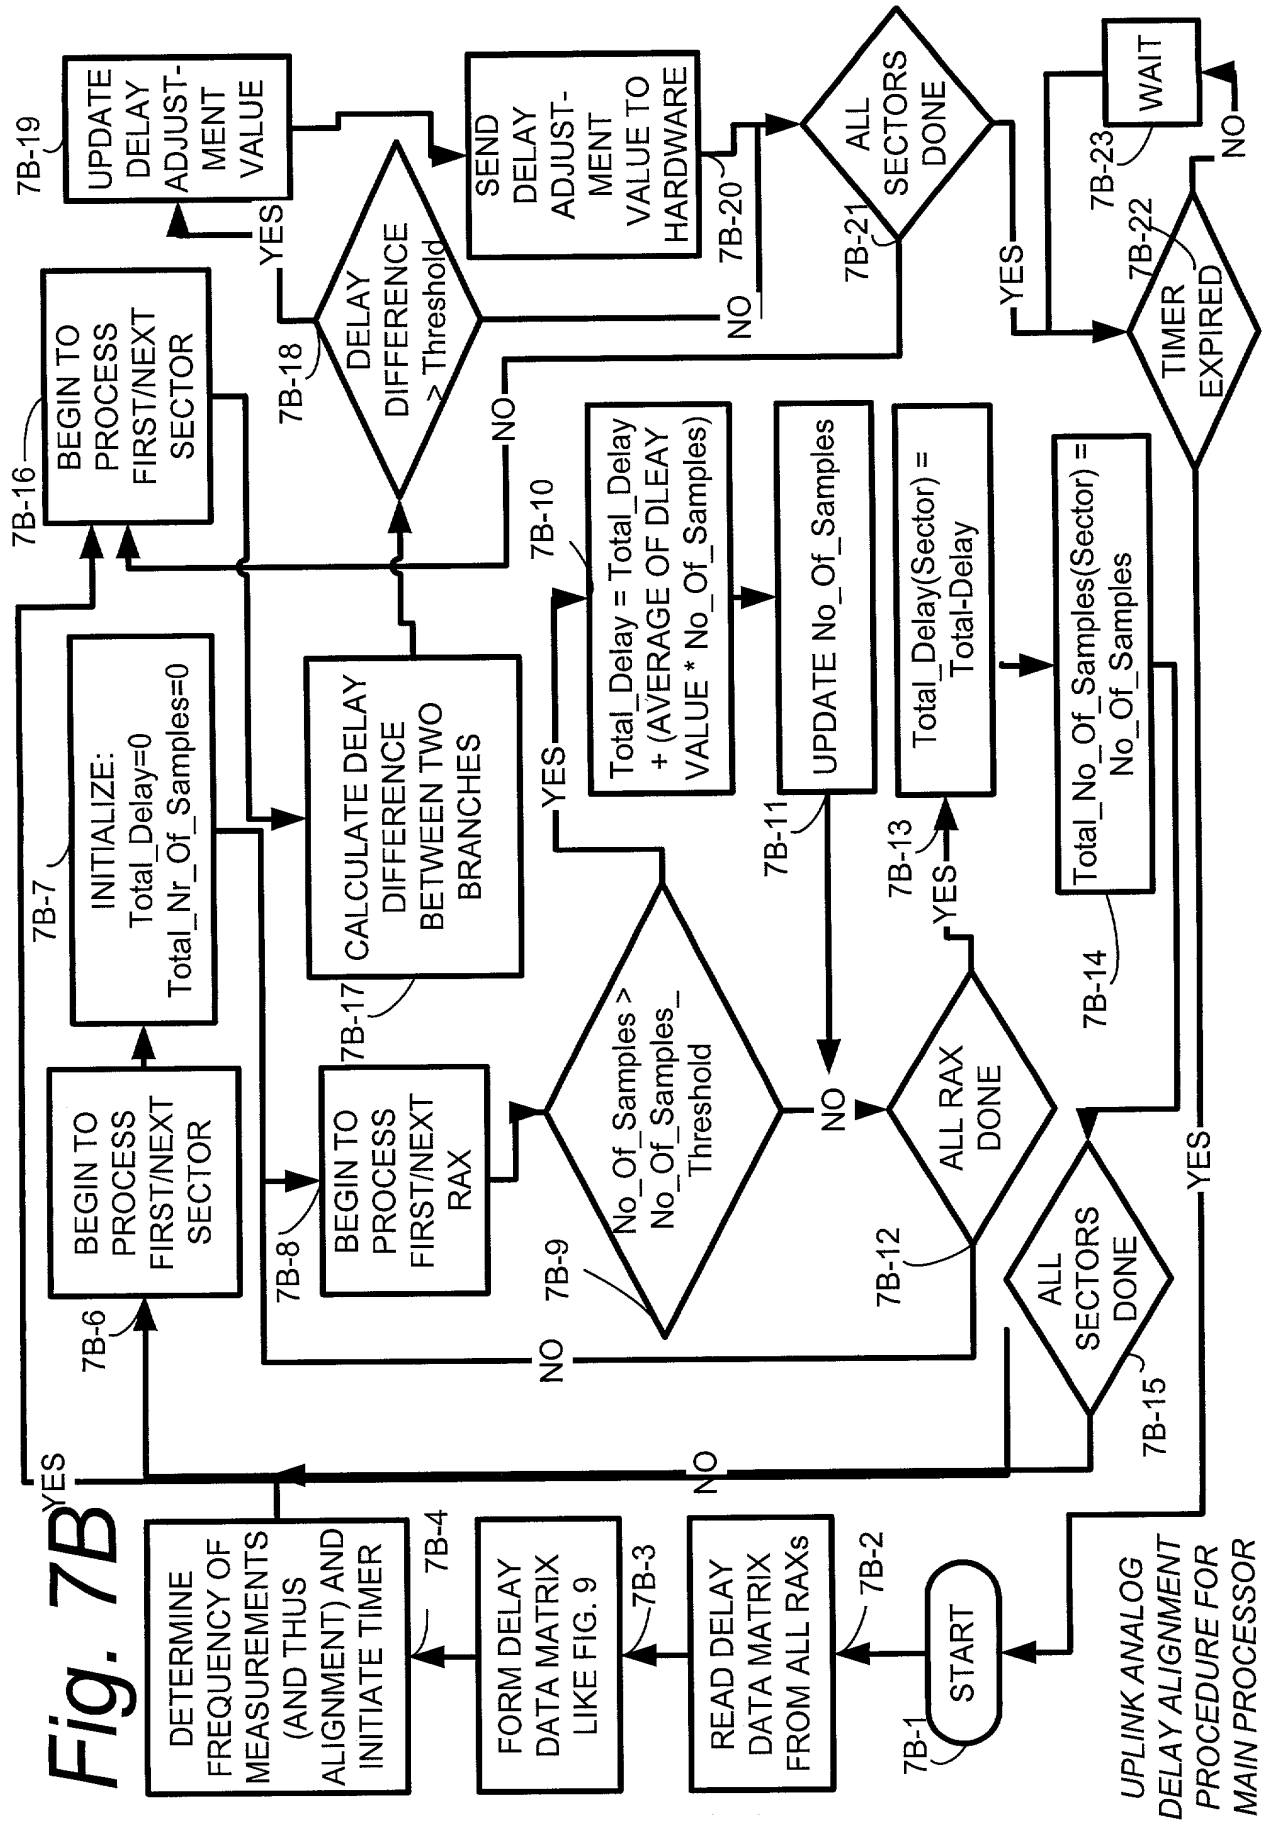 Fig. 7B
UPLINK ANALOG
DELAY ALIGNMENT
PROCEDURE FOR
MAIN PROCESSOR
START
7B-1
7B-2
READ DELAY
DATA MATRIX
FROM ALL RAXs
7B-3
FORM DELAY
DATA MATRIX
LIKE FIG. 9
7B-4
DETERMINE
FREQUENCY OF
MEASUREMENTS
(AND THUS
ALIGNMENT) AND
INITIATE TIMER
YES
NO
7B-6
BEGIN TO
PROCESS
FIRST/NEXT
SECTOR
7B-7
INITIALIZE:
Total_Delay=0
Total_Nr_Of_Samples=0
7B-8
BEGIN TO
PROCESS
FIRST/NEXT
RAX
NO
7B-9
No_Of_Samples >
No_Of_Samples_
Threshold
YES
NO
7B-10
Total_Delay = Total_Delay
+ (AVERAGE OF DLEAY
VALUE * No_Of_Samples)
UPDATE No_Of_Samples
7B-11
7B-12
ALL RAX
DONE
YES
7B-13
Total_Delay(Sector) =
Total-Delay
Total_No_Of_Samples(Sector) =
No_Of_Samples
7B-14
ALL
SECTORS
DONE
7B-15
7B-16
BEGIN TO
PROCESS
FIRST/NEXT
SECTOR
7B-17
CALCULATE DELAY
DIFFERENCE
BETWEEN TWO
BRANCHES
7B-18
DELAY
DIFFERENCE
> Threshold
YES
NO
7B-19
UPDATE
DELAY
ADJUST-
MENT
VALUE
SEND
DELAY
ADJUST-
MENT
VALUE TO
HARDWARE
7B-20
7B-21
ALL
SECTORS
DONE
NO
YES
7B-22
TIMER
EXPIRED
NO
YES
7B-23
WAIT